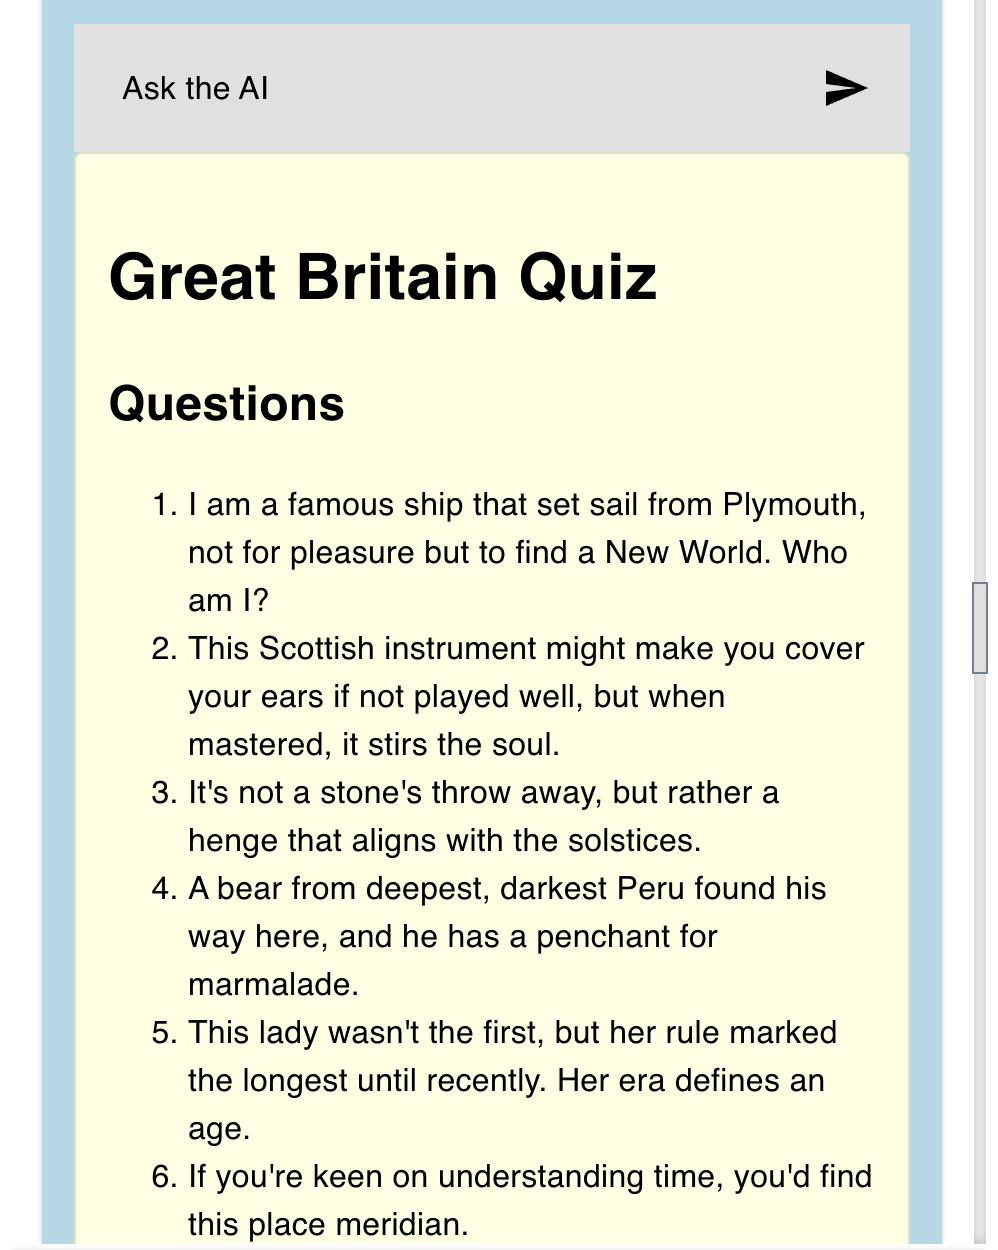 Ask the AI
Great Britain Quiz
Questions
1. I am a famous ship that set sail from Plymouth,
not for pleasure but to find a New World. Who
am I?
2. This Scottish instrument might make you cover
your ears if not played well, but when
mastered, it stirs the soul.
3. It's not a stone's throw away, but rather a
henge that aligns with the solstices.
4. A bear from deepest, darkest Peru found his
way here, and he has a penchant for
marmalade.
5. This lady wasn't the first, but her rule marked
the longest until recently. Her era defines an
age.
6. If you're keen on understanding time, you'd find
this place meridian.